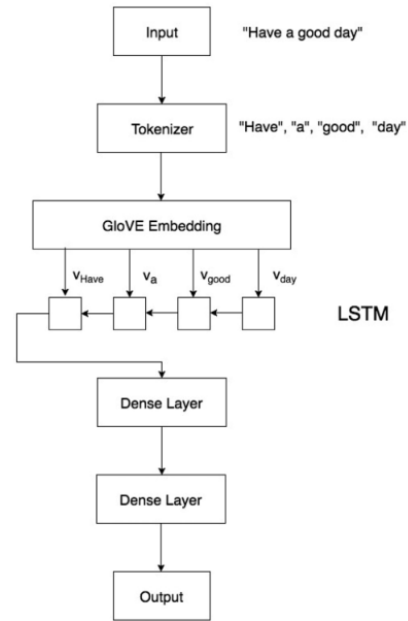 Input
"Have a good day"
Tokenizer
"Have", "a", "good", "day"
GloVE Embedding
vHave
va
vgood
vday
LSTM
Dense Layer
Dense Layer
Output